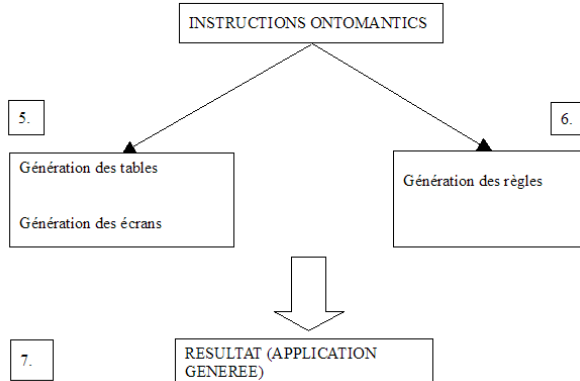 INSTRUCTIONS ONTOMANTICS
5.
6.
Génération des tables
Génération des écrans
Génération des règles
7.
RESULTAT (APPLICATION
GENEREE)